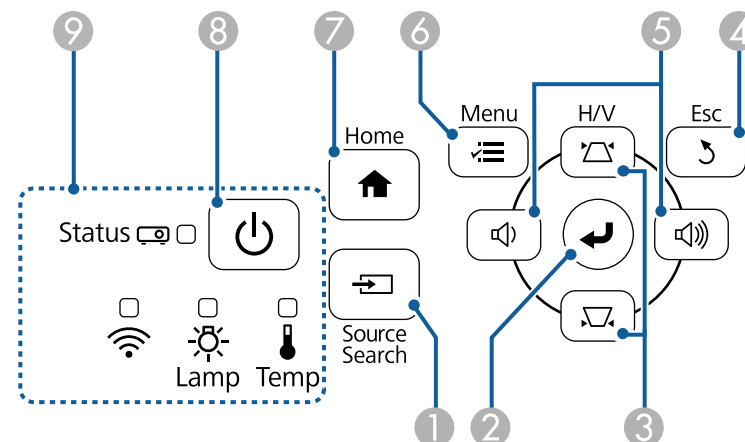 9 8 7 6 5 4
Menu H/V Esc
Home
Status
Source
Search
Lamp Temp
1 2 3